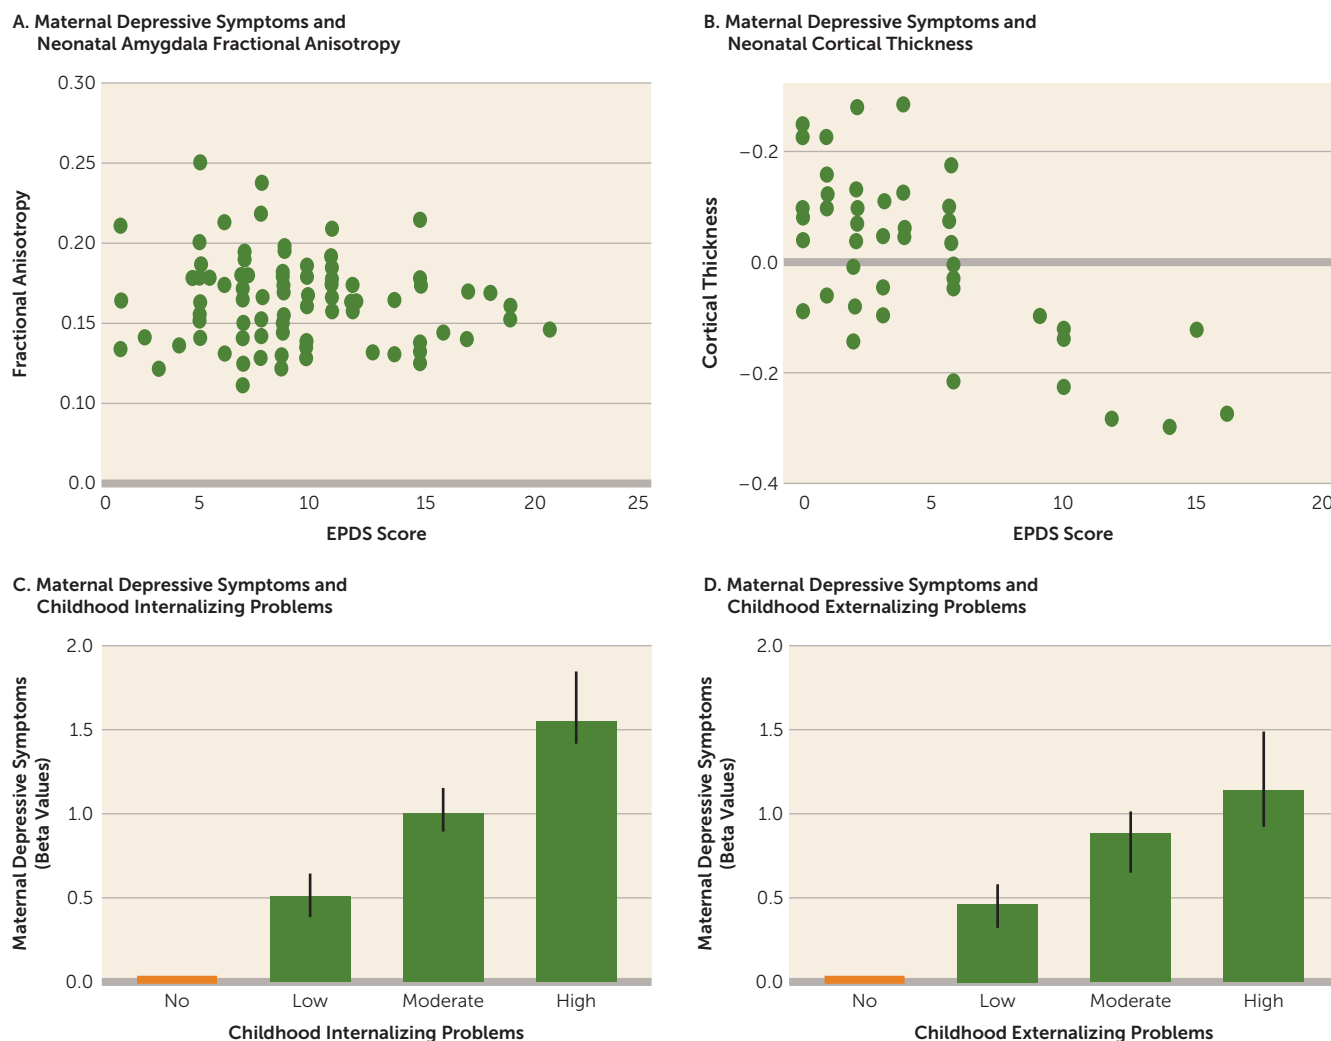 A. Maternal Depressive Symptoms and
Neonatal Amygdala Fractional Anisotropy
0.30
0.25
0.20
0.15
0.10
0.0
Fractional Anisotropy
0
5
10
15
20
25
EPDS Score
B. Maternal Depressive Symptoms and
Neonatal Cortical Thickness
−0.2
0.0
−0.2
−0.4
Cortical Thickness
0
5
10
15
20
EPDS Score
C. Maternal Depressive Symptoms and
Childhood Internalizing Problems
2.0
1.5
1.0
0.5
0.0
Maternal Depressive Symptoms
(Beta Values)
No
Low
Moderate
High
Childhood Internalizing Problems
D. Maternal Depressive Symptoms and
Childhood Externalizing Problems
2.0
1.5
1.0
0.5
0.0
Maternal Depressive Symptoms
(Beta Values)
No
Low
Moderate
High
Childhood Externalizing Problems